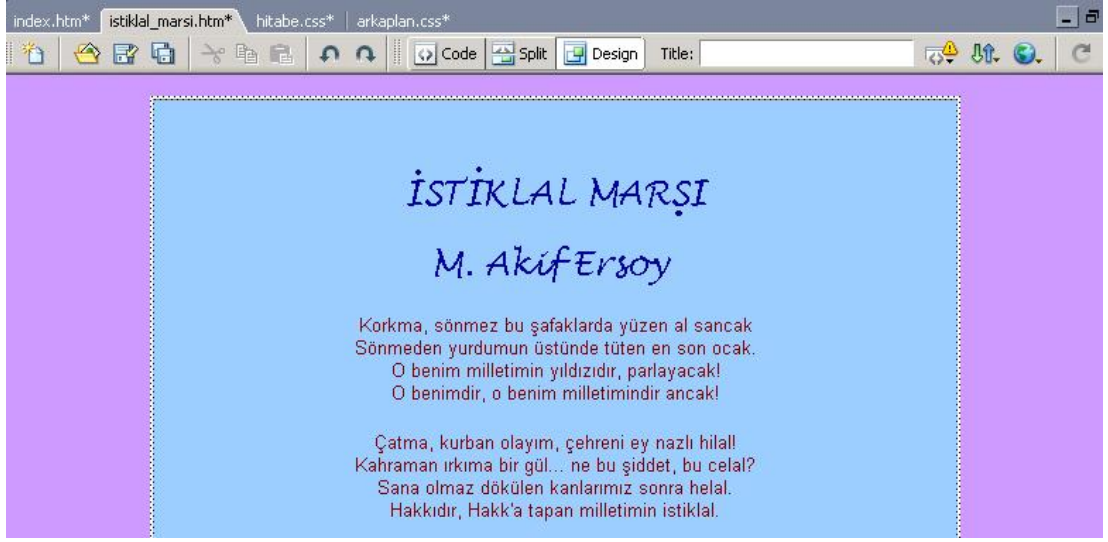 index.htm* istiklal_marsi.htm* hitabe.css* arkaplan.css*
Code Split Design Title:
İSTİKLAL MARŞI
M. Akif Ersoy
Korkma, sönmez bu şafaklarda yüzen al sancak
Sönmeden yurdumun üstünde tüten en son ocak.
O benim milletimin yıldızıdır, parlayacak!
O benimdir, o benim milletimindir ancak!
Çatma, kurban olayım, çehreni ey nazlı hilal!
Kahraman ırkıma bir gül... ne bu şiddet, bu celal?
Sana olmaz dökülen kanlarımız sonra helal.
Hakkıdır, Hakk'a tapan milletimin istiklal.